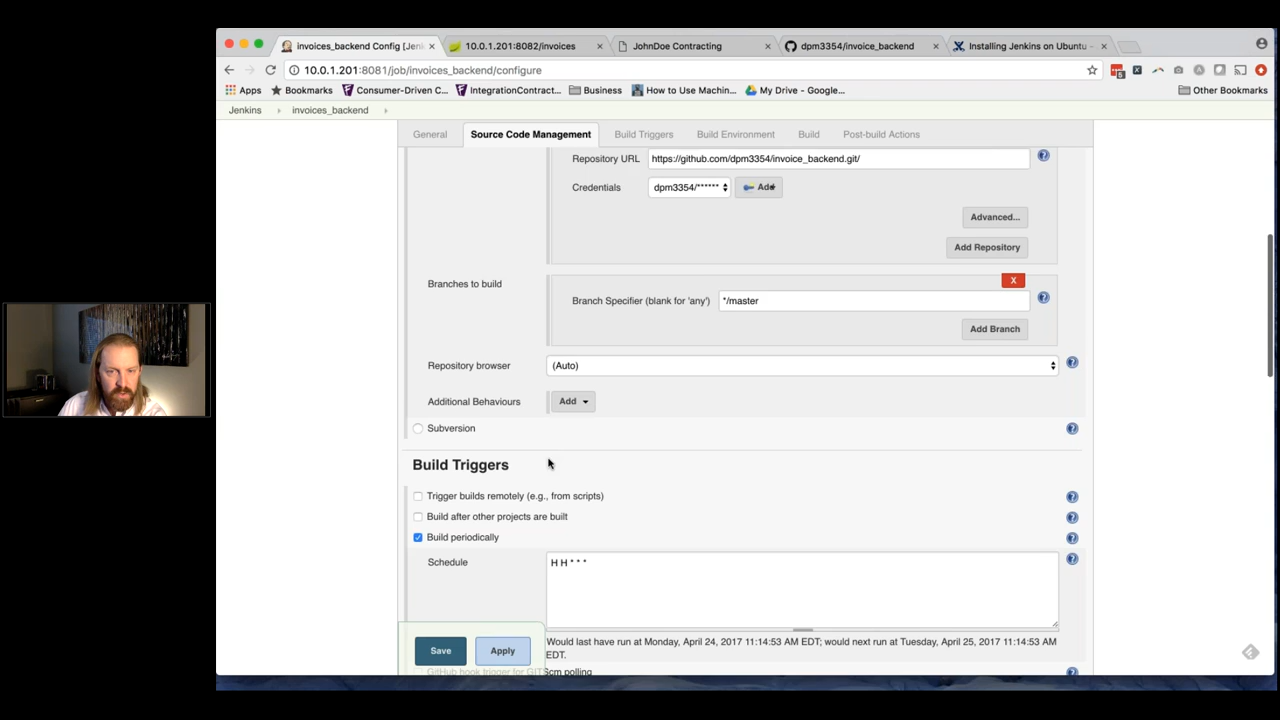 invoices_backend Config [Jenk
10.0.1.201:8082/invoices
JohnDoe Contracting
dpm3354/invoice_backend
Installing Jenkins on Ubuntu -
10.0.1.201:8081/job/invoices_backend/configure
Apps
Bookmarks
Consumer-Driven C...
IntegrationContract...
Business
How to Use Machin...
My Drive - Google...
Other Bookmarks
Jenkins
invoices_backend
General
Source Code Management
Build Triggers
Build Environment
Build
Post-build Actions
Repository URL
https://github.com/dpm3354/invoice_backend.git/
Credentials
dpm3354/******
Add
Advanced...
Add Repository
Branches to build
X
Branch Specifier (blank for 'any')
*/master
Add Branch
Repository browser
(Auto)
Additional Behaviours
Add
Subversion
Build Triggers
Trigger builds remotely (e.g., from scripts)
Build after other projects are built
Build periodically
Schedule
H H * * *
Would last have run at Monday, April 24, 2017 11:14:53 AM EDT; would next run at Tuesday, April 25, 2017 11:14:53 AM
EDT.
Save
Apply
GitHub hook trigger for GITScm polling